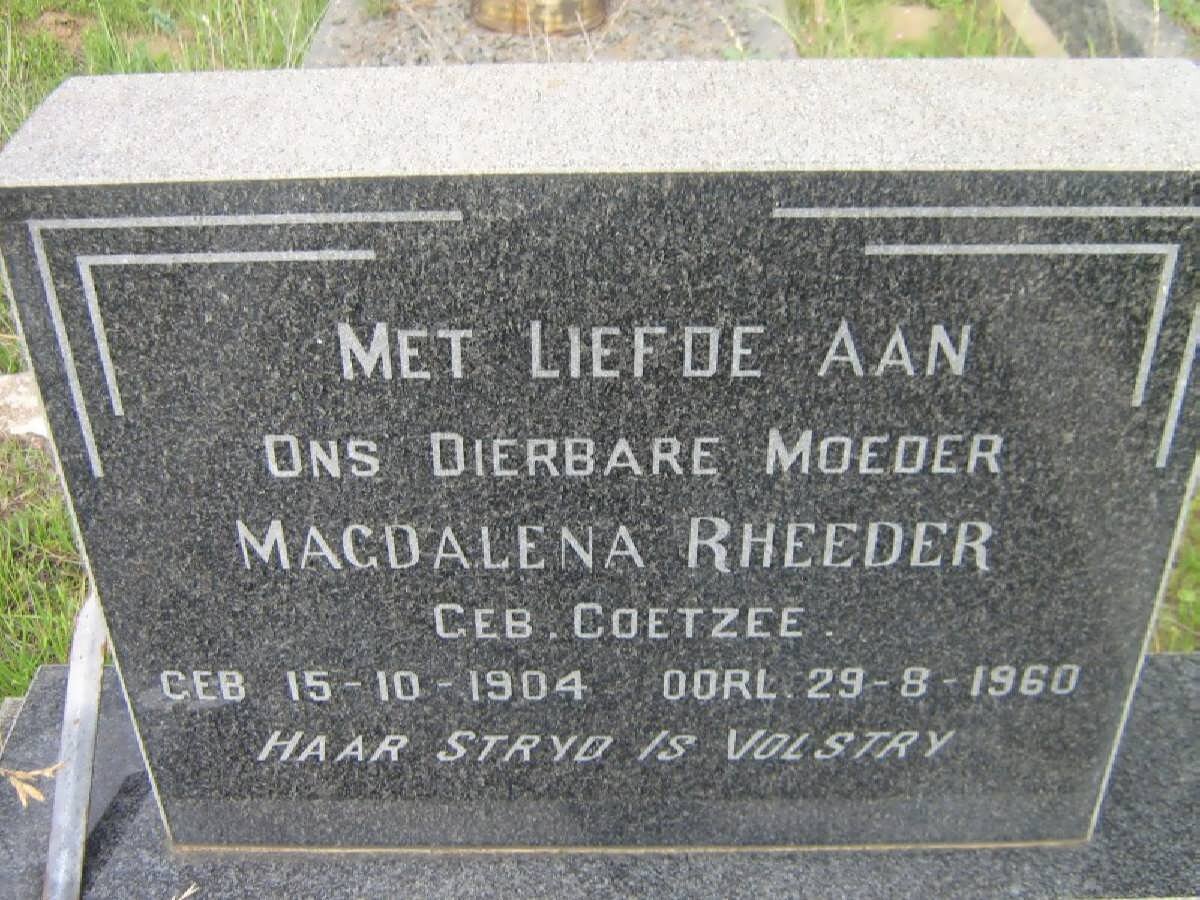 MET LIEFDE AAN
ONS DIERBARE MOEDER
MAGDALENA RHEEDER
GEB. COETZEE.
GEB 15-10-1904 OORL. 29-8-1960
HAAR STRYD IS VOLSTRY